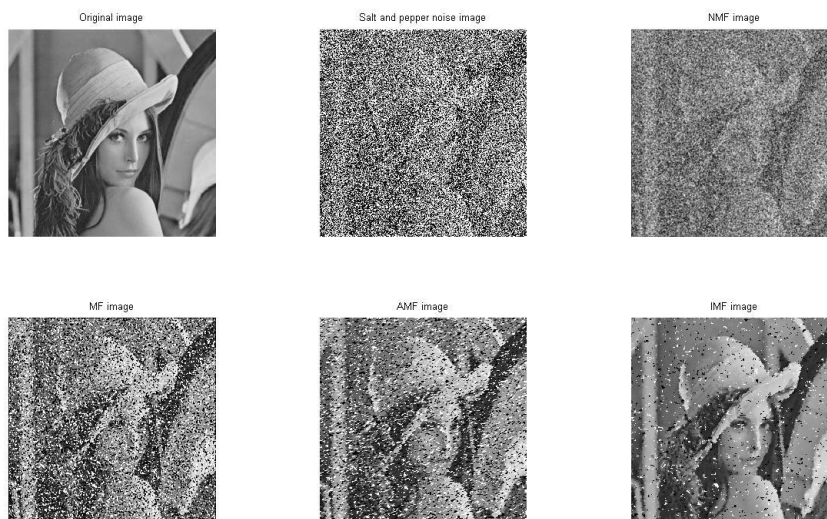 Original image
Salt and pepper noise image
NMF image
MF image
AMF image
IMF image